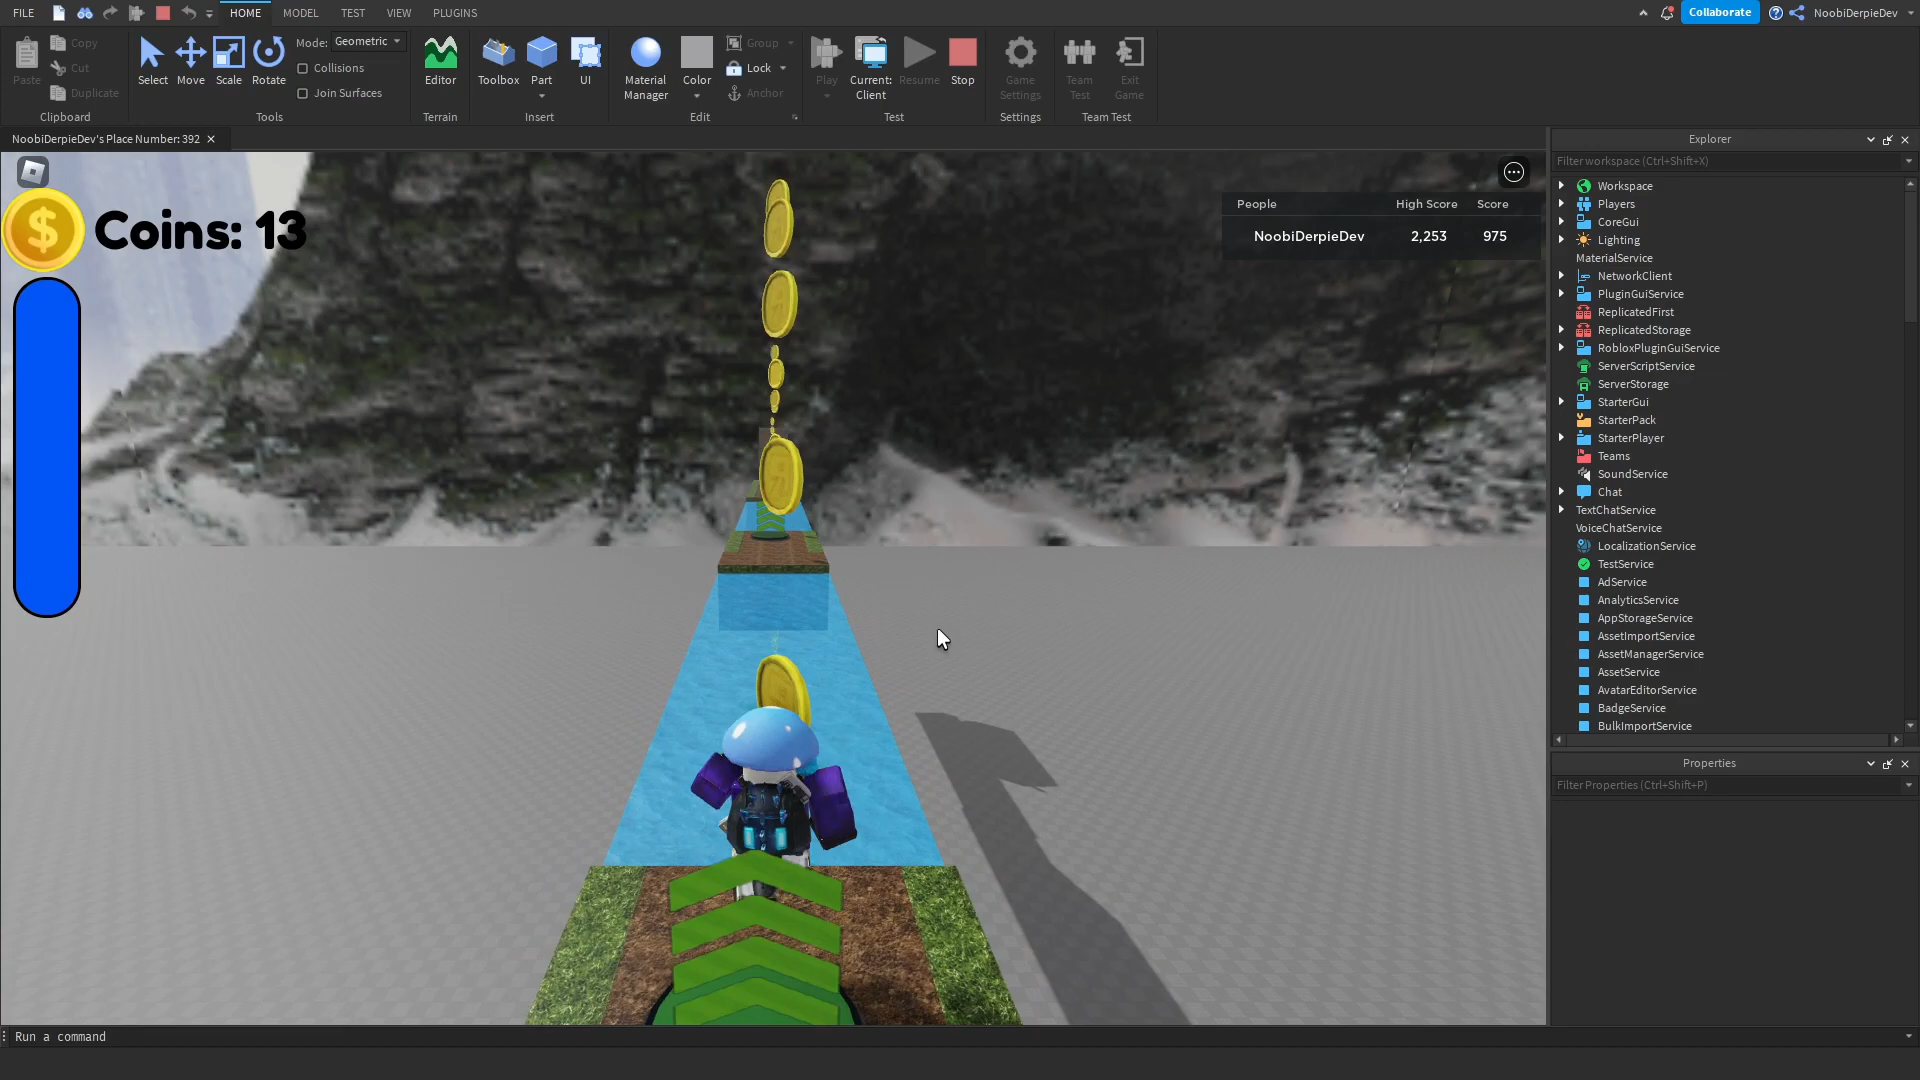 FILE HOME MODEL TEST VIEW PLUGINS Collaborate NoobiDerpieDev
Paste Copy Cut Duplicate Clipboard
Select Move Scale Rotate Mode: Geometric Collisions Join Surfaces Tools
Editor Terrain
Toolbox Part UI Insert
Material Manager Color Group Lock Anchor Edit
Play Current: Client Resume Stop Test
Game Settings Settings
Team Test Exit Game Team Test
NoobiDerpieDev's Place Number: 392
$ Coins: 13
People High Score Score
NoobiDerpieDev 2,253 975
Explorer
Filter workspace (Ctrl+Shift+X)
Workspace
Players
CoreGui
Lighting
MaterialService
NetworkClient
PluginGuiService
ReplicatedFirst
ReplicatedStorage
RobloxPluginGuiService
ServerScriptService
ServerStorage
StarterGui
StarterPack
StarterPlayer
Teams
SoundService
Chat
TextChatService
VoiceChatService
LocalizationService
TestService
AdService
AnalyticsService
AppStorageService
AssetImportService
AssetManagerService
AssetService
AvatarEditorService
BadgeService
BulkImportService
Properties
Filter Properties (Ctrl+Shift+P)
Run a command